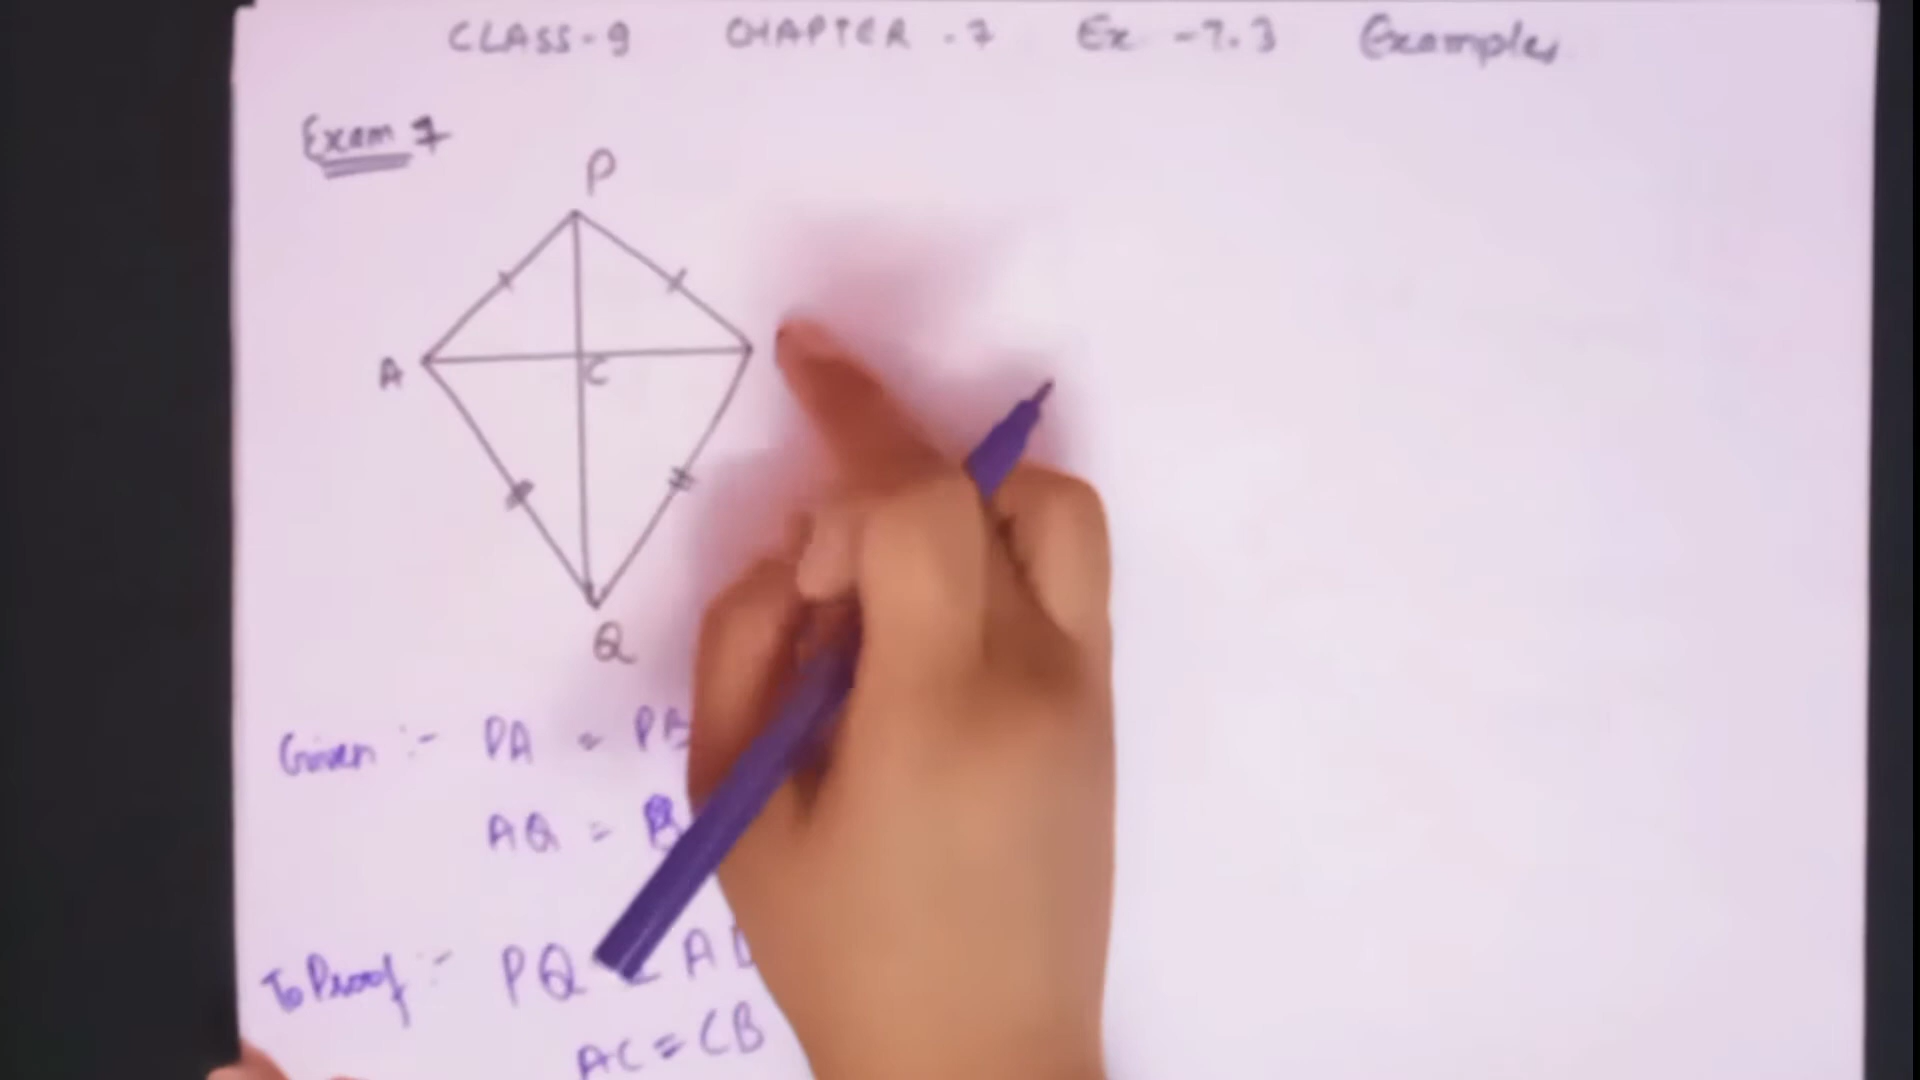 CLASS-9 CHAPTER-7 Ex-7.3 Examples
Exam 7
P
A
C
Q
Given :- PA = PB
AQ =
To Proof :- PQ
AC = CB